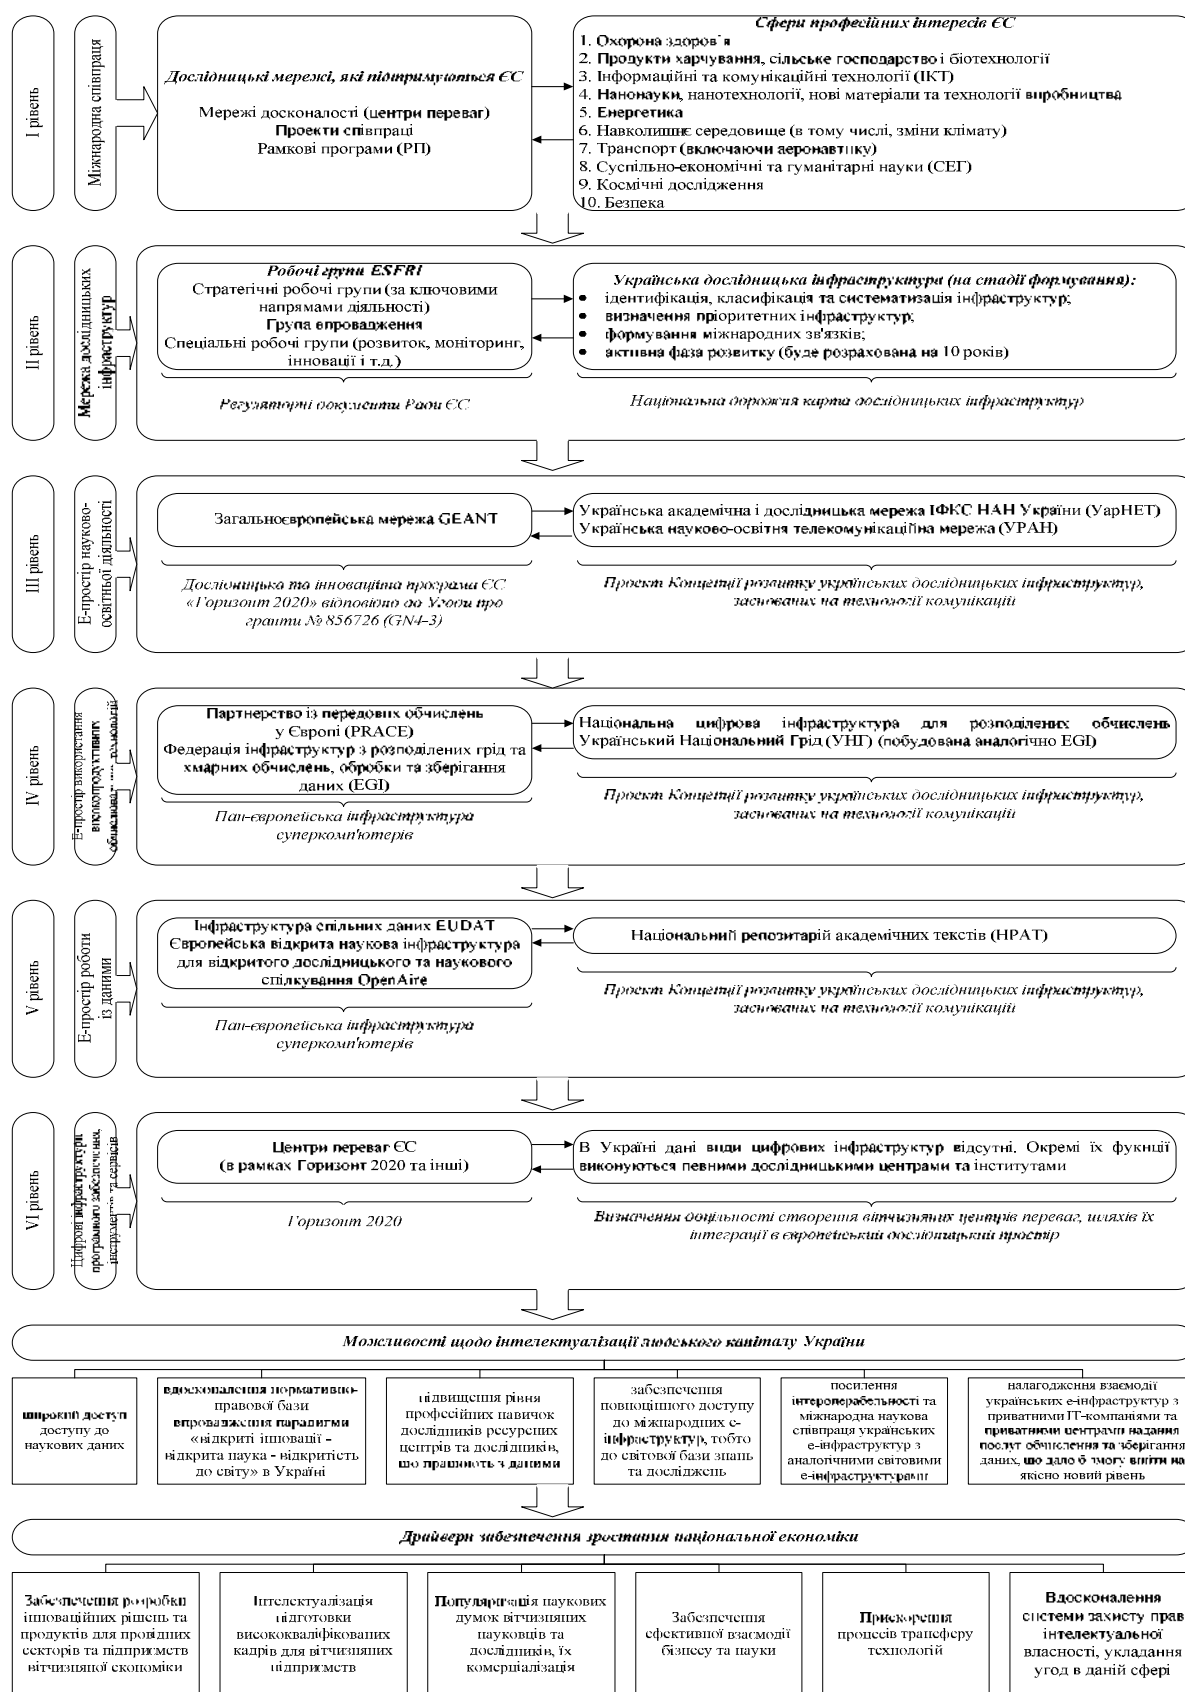 І рівень
Міжнародна співпраця
Дослідницькі мережі, які підтримуються ЄС
Мережі досконалості (центри переваг)
Проекти співпраці
Рамкові програми (РП)
Сфери професійних інтересів ЄС
1. Охорона здоров`я
2. Продукти харчування, сільське господарство і біотехнології
3. Інформаційні та комунікаційні технології (ІКТ)
4. Нанонауки, нанотехнології, нові матеріали та технології виробництва
5. Енергетика
6. Навколишнє середовище (в тому числі, зміни клімату)
7. Транспорт (включаючи аеронавтику)
8. Суспільно-економічні та гуманітарні науки (СЕГ)
9. Космічні дослідження
10. Безпека
ІІ рівень
Мережа дослідницьких
інфраструктур
Робочі групи ESFRI
Стратегічні робочі групи (за ключовими
напрямами діяльності)
Група впровадження
Спеціальні робочі групи (розвиток, моніторинг,
інновації і т.д.)
Регуляторні документи Ради ЄС
Українська дослідницька інфраструктура (на стадії формування):
• ідентифікація, класифікація та систематизація інфраструктур;
• визначення пріоритетних інфраструктур;
• формування міжнародних зв'язків;
• активна фаза розвитку (буде розрахована на 10 років)
Національна дорожня карта дослідницьких інфраструктур
ІІІ рівень
Е-простір науково-
освітньої діяльності
Загальноєвропейська мережа GEANT
Дослідницька та інноваційна програма ЄС
«Горизонт 2020» відповідно до Угоди про
гранти № 856726 (GN4-3)
Українська академічна і дослідницька мережа ІФКС НАН України (УарНЕТ)
Українська науково-освітня телекомунікаційна мережа (УРАН)
Проект Концепції розвитку українських дослідницьких інфраструктур,
заснованих на технології комунікацій
IV рівень
Е-простір використання
високопродуктивних
обчислювальних технологій
Партнерство із передових обчислень
у Європі (PRACE)
Федерація інфраструктур з розподілених грід та
хмарних обчислень, обробки та зберігання
даних (EGI)
Пан-європейська інфраструктура
суперкомп'ютерів
Національна цифрова інфраструктура для розподілених обчислень
Український Національний Грід (УНГ) (побудована аналогічно EGI)
Проект Концепції розвитку українських дослідницьких інфраструктур,
заснованих на технології комунікацій
V рівень
Е-простір роботи
із даними
Інфраструктура спільних даних EUDAT
Європейська відкрита наукова інфраструктура
для відкритого дослідницького та наукового
спілкування OpenAire
Пан-європейська інфраструктура
суперкомп'ютерів
Національний репозитарій академічних текстів (НРАТ)
Проект Концепції розвитку українських дослідницьких інфраструктур,
заснованих на технології комунікацій
VI рівень
Цифрові інфраструктури
програмного забезпечення,
інструментів та сервісів
Центри переваг ЄС
(в рамках Горизонт 2020 та інші)
Горизонт 2020
В Україні дані види цифрових інфраструктур відсутні. Окремі їх фукнції
виконуються певними дослідницькими центрами та інститутами
Визначення доцільності створення вітчизняних центрів переваг, шляхів їх
інтеграції в європейський дослідницький простір
Можливості щодо інтелектуалізації людського капіталу України
широкий доступ
доступу до
наукових даних
вдосконалення нормативно-
правової бази
впровадження парадигми
«відкриті інновації -
відкрита наука - відкритість
до світу» в Україні
підвищення рівня
професійних навичок
дослідників ресурсних
центрів та дослідників,
що працюють з даними
забезпечення
повноцінного доступу
до міжнародних е-
інфраструктур, тобто
до світової бази знань
та досліджень
посилення
інтероперабельності та
міжнародна наукова
співпраця українських
е-інфраструктур з
аналогічними світовими
е-інфраструктурами
налагодження взаємодії
українських е-інфраструктур з
приватними ІТ-компаніями та
приватними центрами надання
послуг обчислення та зберігання
даних, що дало б змогу вийти на
якісно новий рівень
Драйвери забезпечення зростання національної економіки
Забезпечення розробки
інноваційних рішень та
продуктів для провідних
секторів та підприємств
вітчизняної економіки
Інтелектуалізація
підготовки
висококваліфікованих
кадрів для вітчизняних
підприємств
Популяризація наукових
думок вітчизняних
науковців та
дослідників, їх
комерціалізація
Забезпечення
ефективної взаємодії
бізнесу та науки
Прискорення
процесів трансферу
технологій
Вдосконалення
системи захисту прав
інтелектуальної
власності, укладання
угод в даній сфері